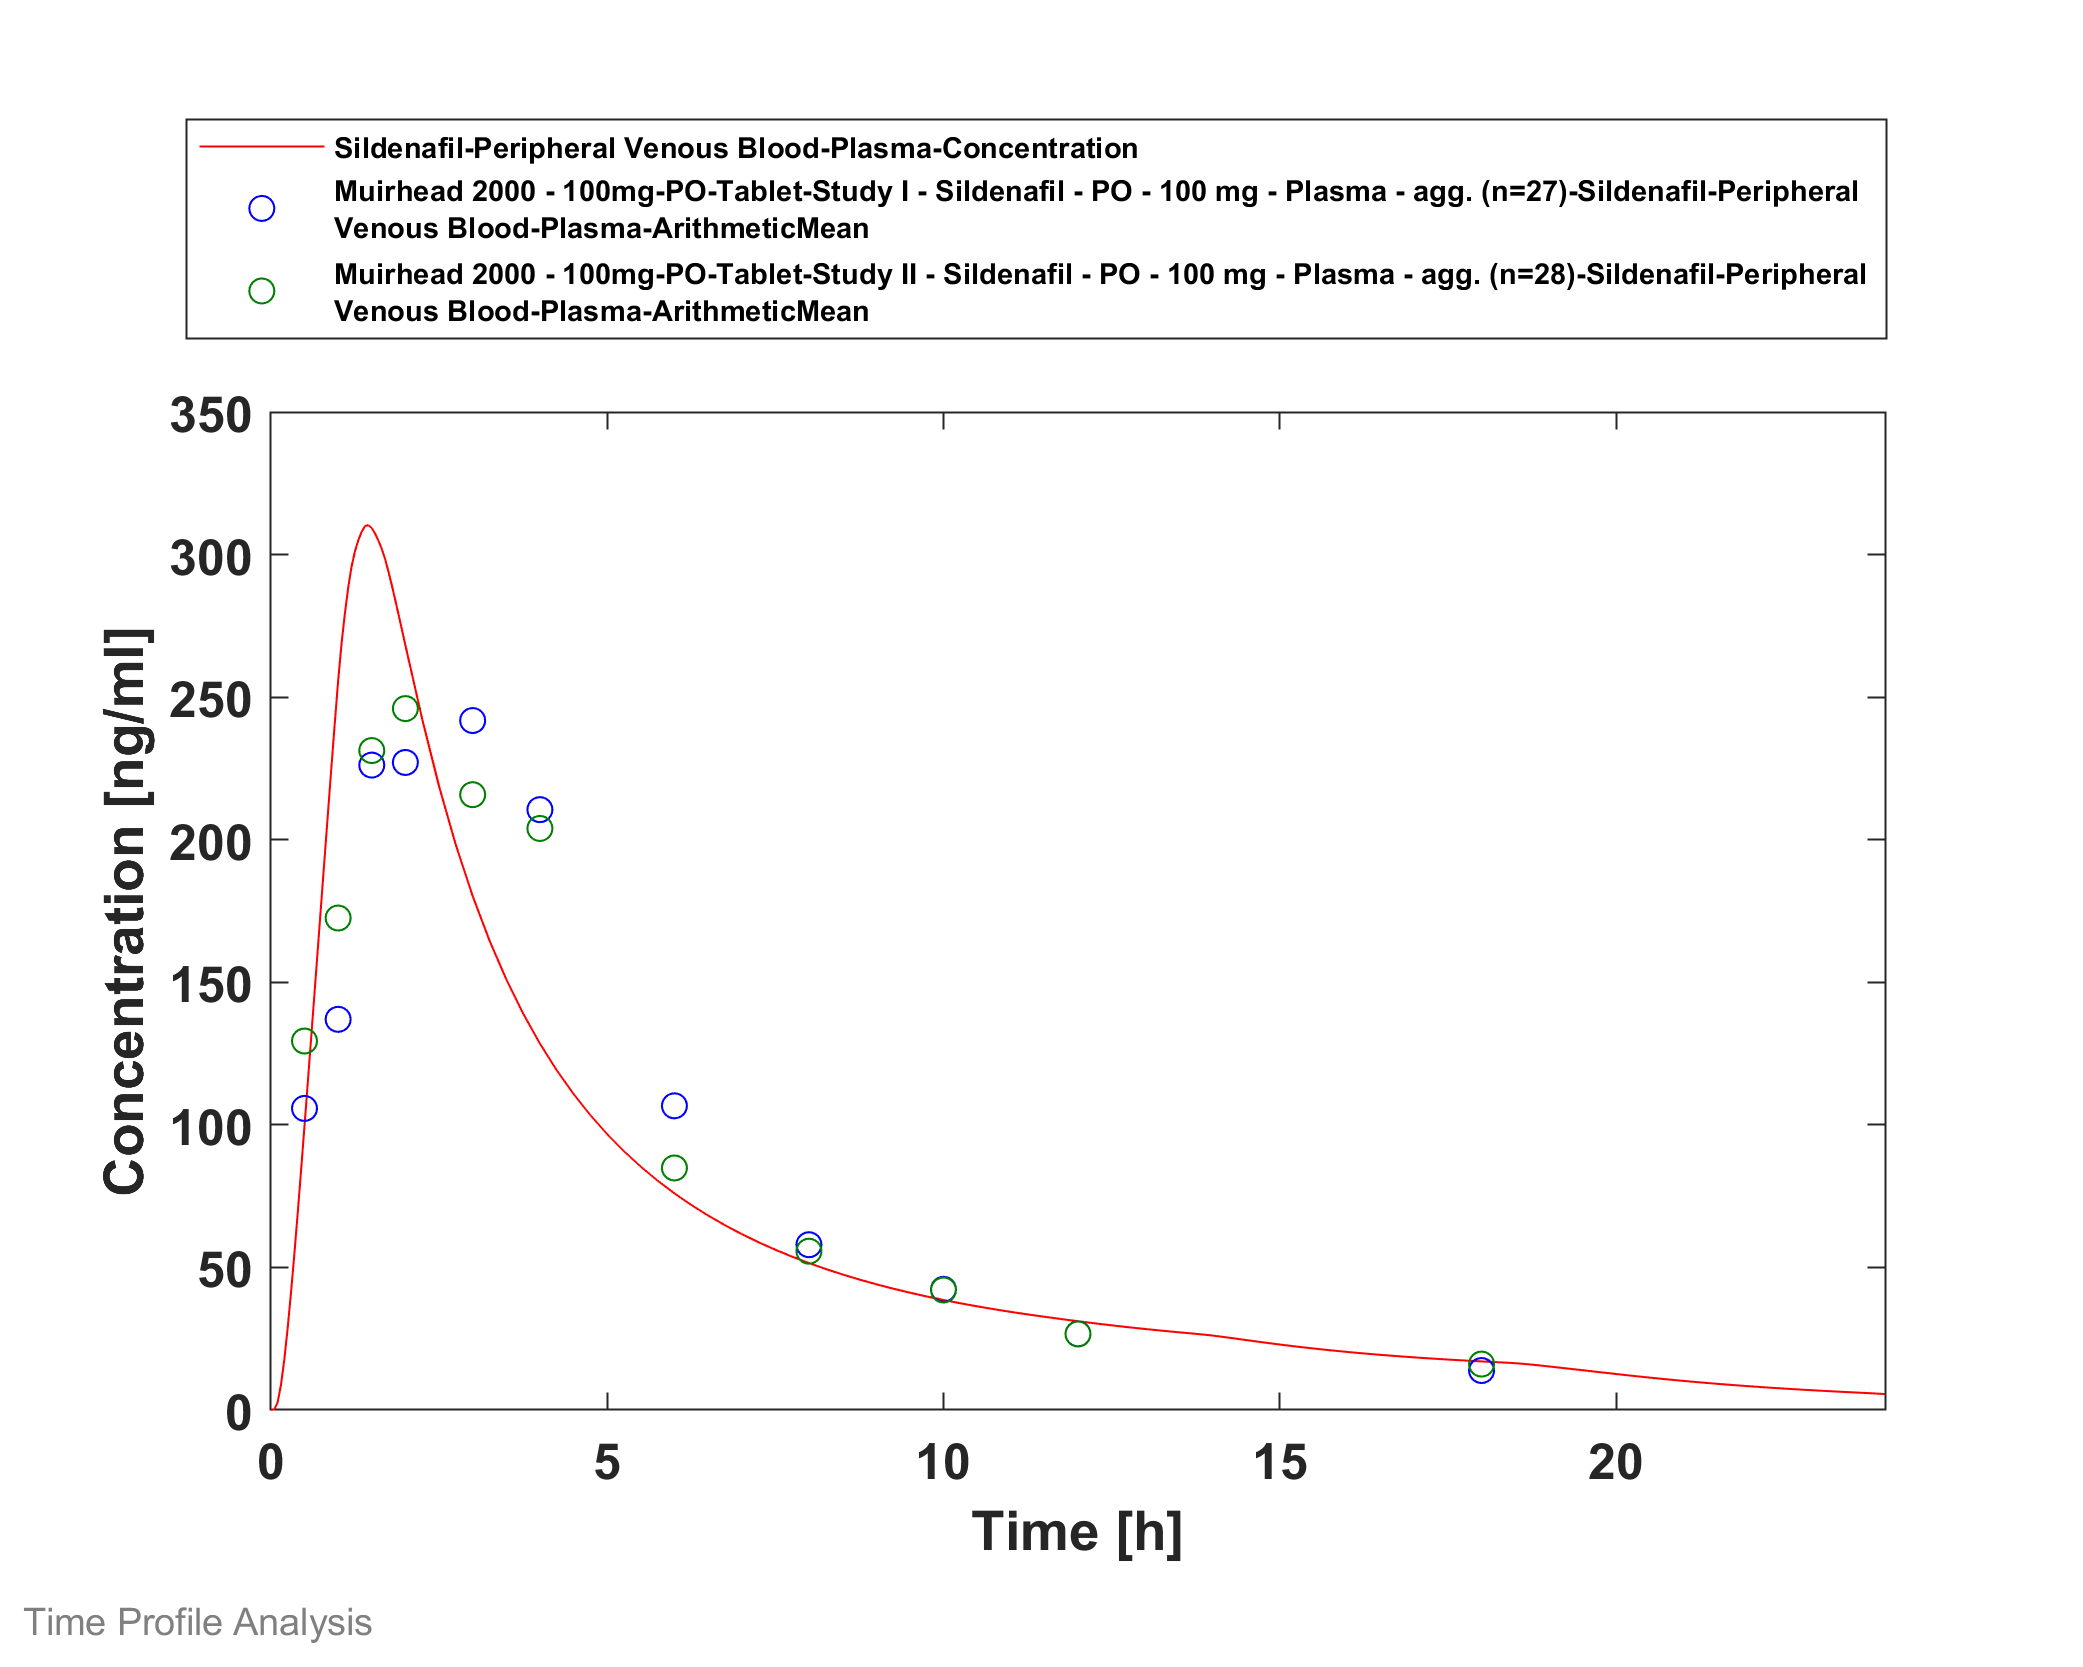 Sildenafil-Peripheral Venous Blood-Plasma-Concentration
Muirhead 2000 - 100mg-PO-Tablet-Study I - Sildenafil - PO - 100 mg - Plasma - agg. (n=27)-Sildenafil-Peripheral
Venous Blood-Plasma-ArithmeticMean
Muirhead 2000 - 100mg-PO-Tablet-Study II - Sildenafil - PO - 100 mg - Plasma - agg. (n=28)-Sildenafil-Peripheral
Venous Blood-Plasma-ArithmeticMean
350
300
250
200
150
100
50
0
Concentration [ng/ml]
0 5 10 15 20
Time [h]
Time Profile Analysis